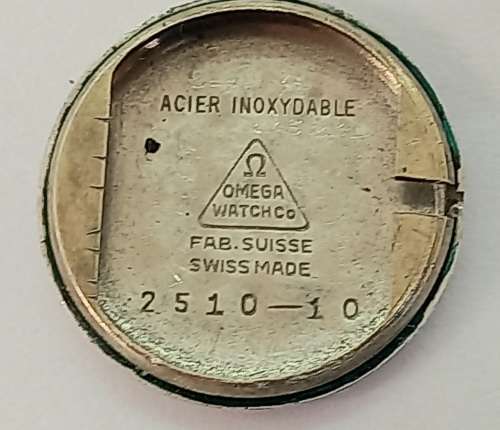 ACIER INOXYDABLE
Ω
OMEGA
WATCH Co
FAB. SUISSE
SWISS MADE
2510-10